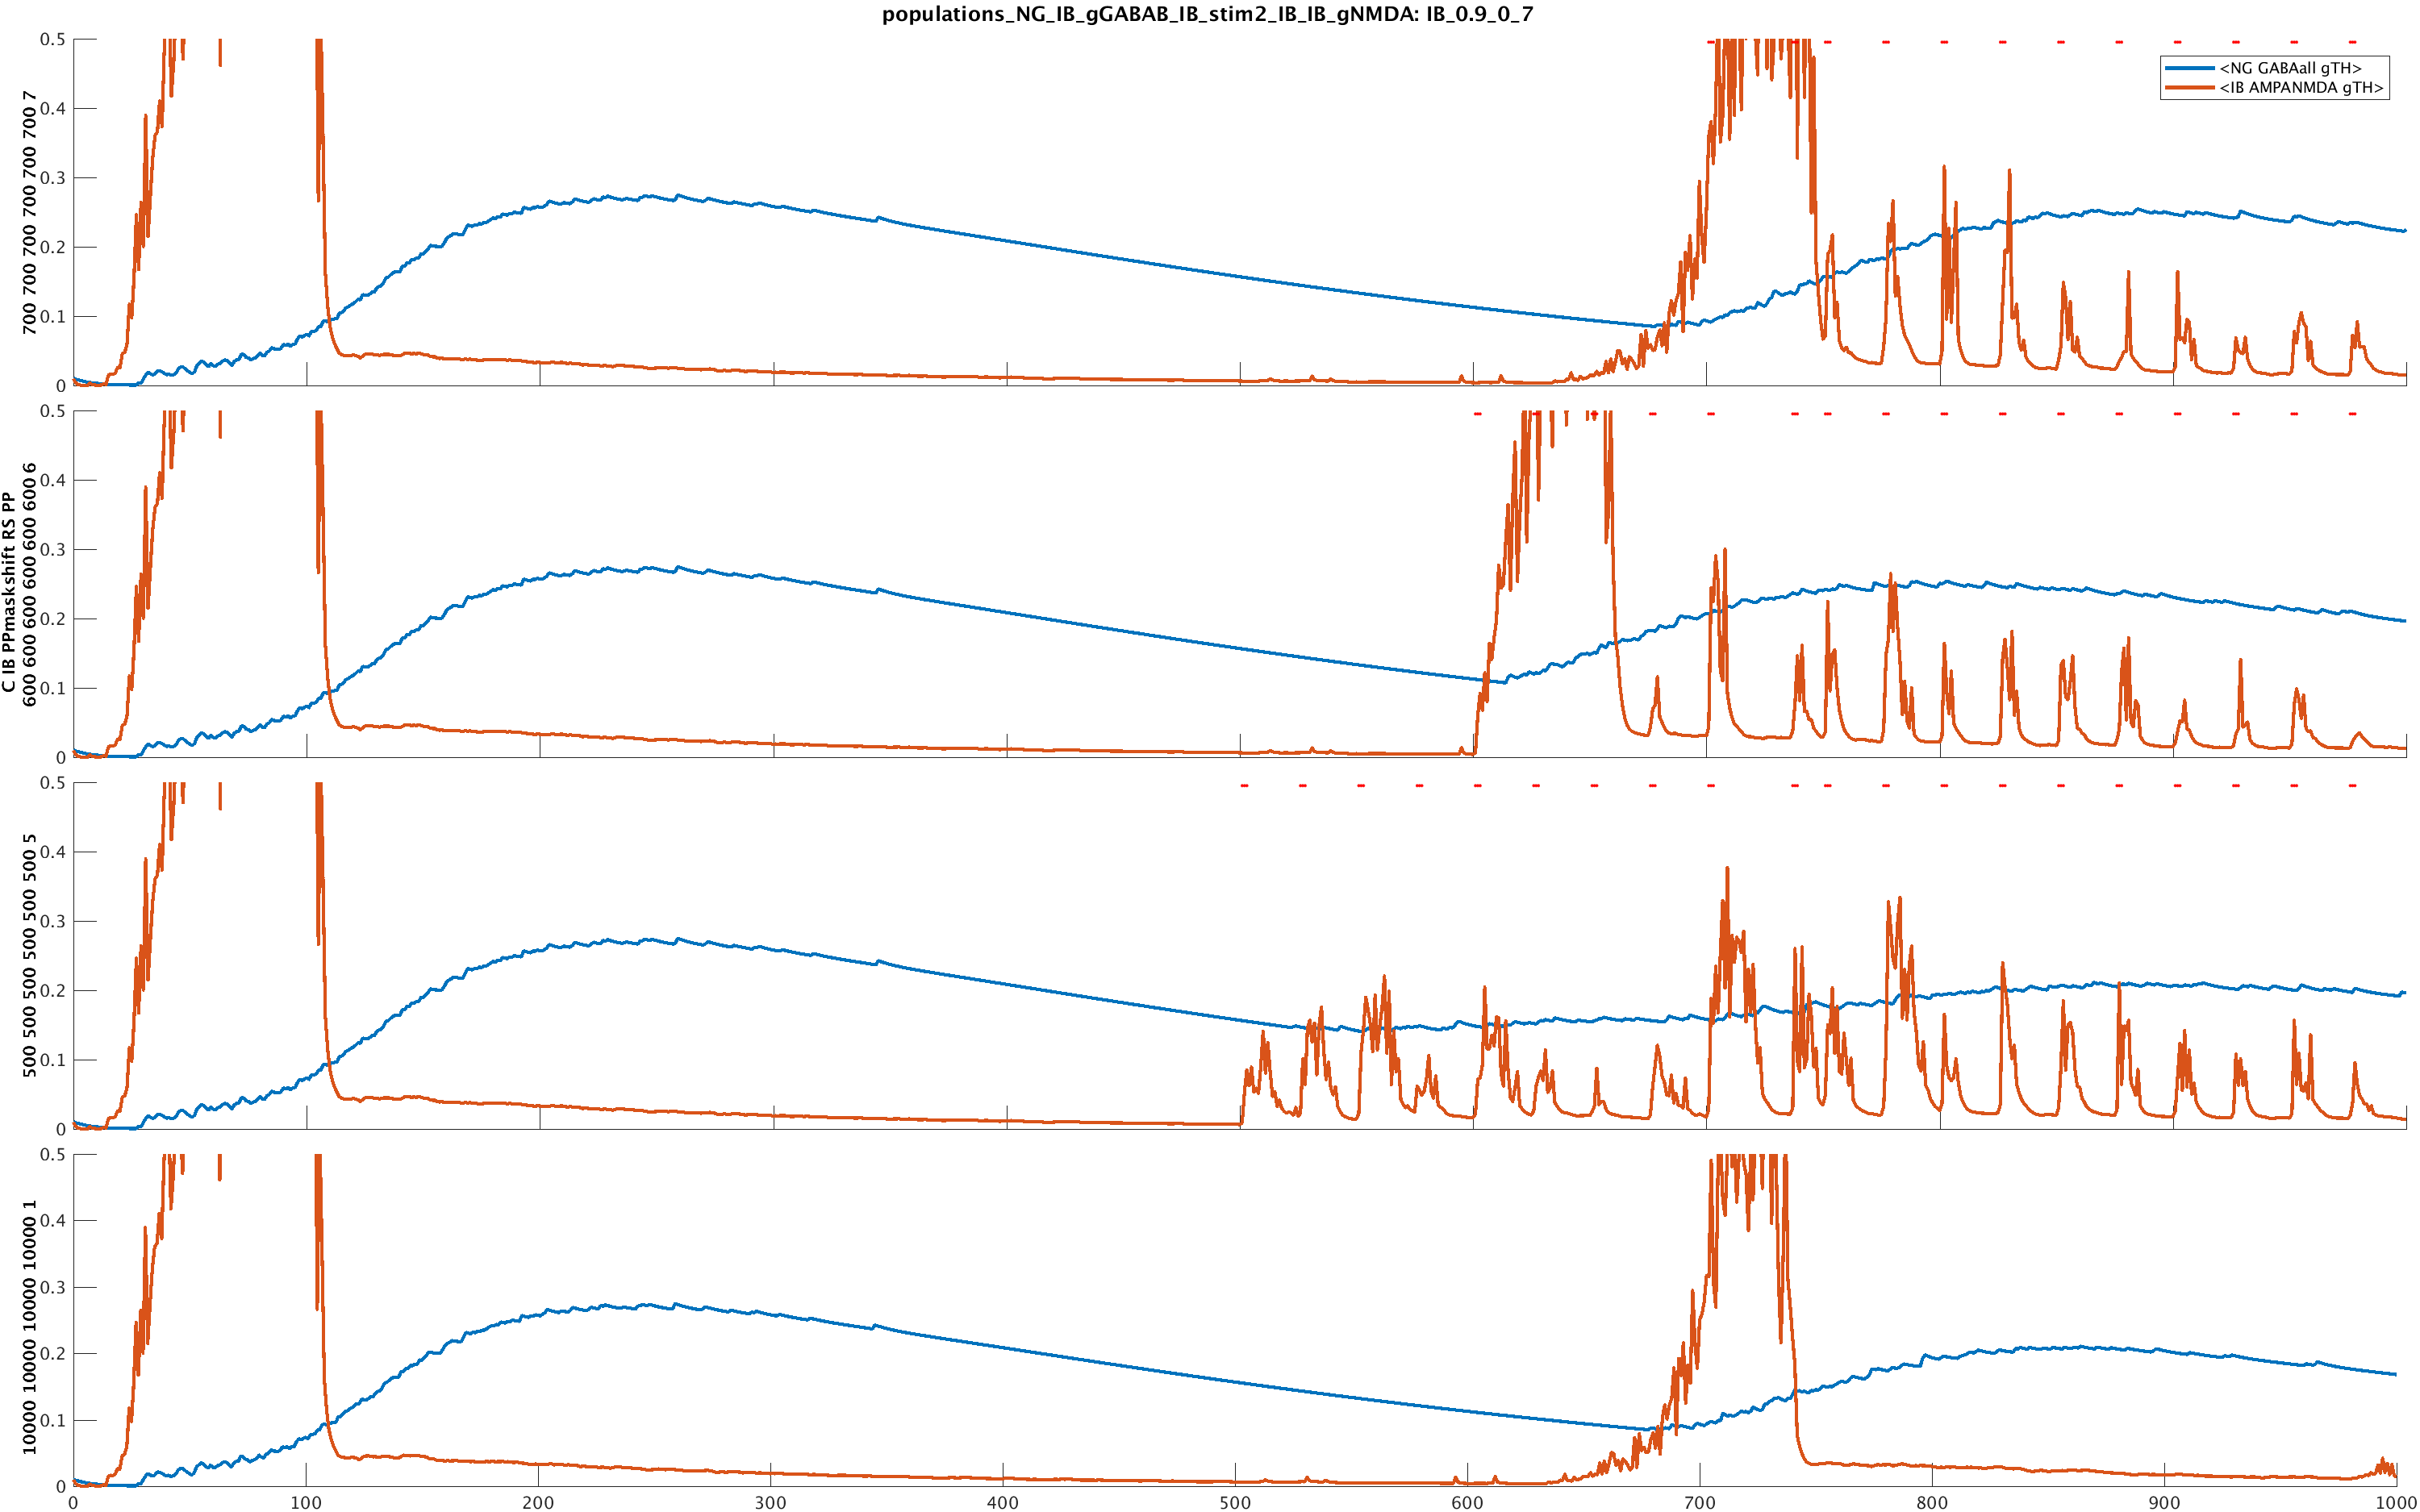 populations_NG_IB_gGABAB_IB_stim2_IB_IB_gNMDA: IB_0.9_0_7
0.5
0.4
0.3
0.2
0.1
0
700 700 700 700 700 700 7
<NG GABAall gTH>
<IB AMPANMDA gTH>
0.5
0.4
0.3
0.2
0.1
0
C IB PPmaskshift RS PP
600 600 600 600 600 600 6
0.5
0.4
0.3
0.2
0.1
0
500 500 500 500 500 500 5
0.5
0.4
0.3
0.2
0.1
0
10000 10000 10000 10000 1
0 100 200 300 400 500 600 700 800 900 1000